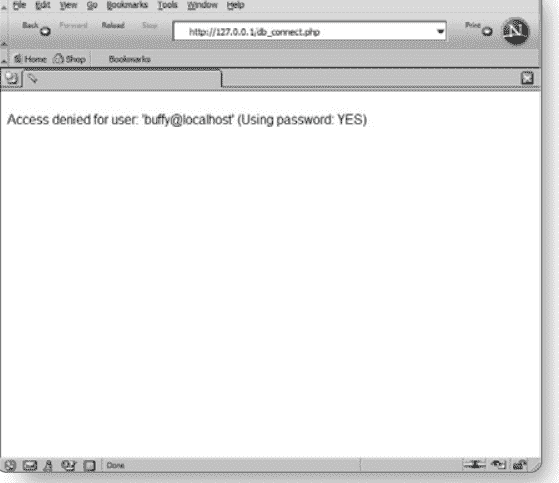 File Edit View Go Bookmarks Tools Window Help
Back Forward Reload Stop http://127.0.0.1/db_connect.php Print N
Home Shop Bookmarks
Access denied for user: 'buffy@localhost' (Using password: YES)
Done